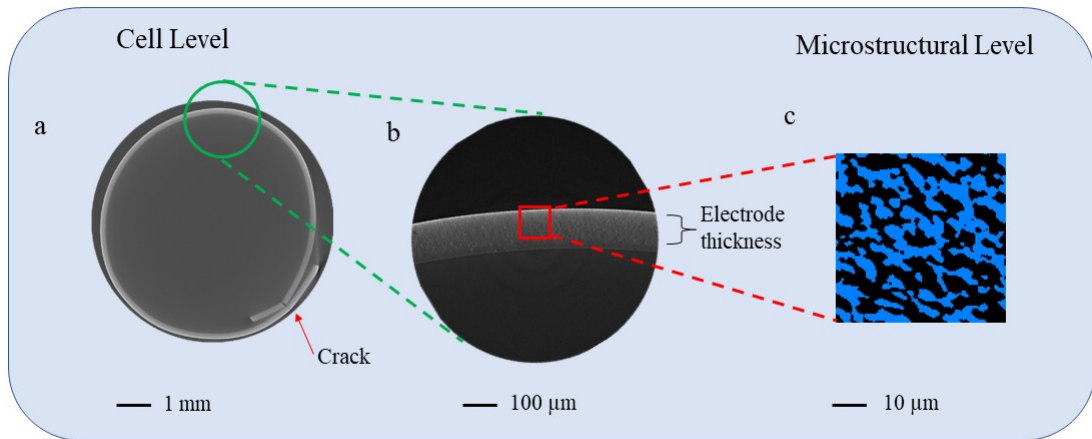 Cell Level
Microstructural Level
a
b
c
Electrode
thickness
Crack
1 mm
100 µm
10 µm